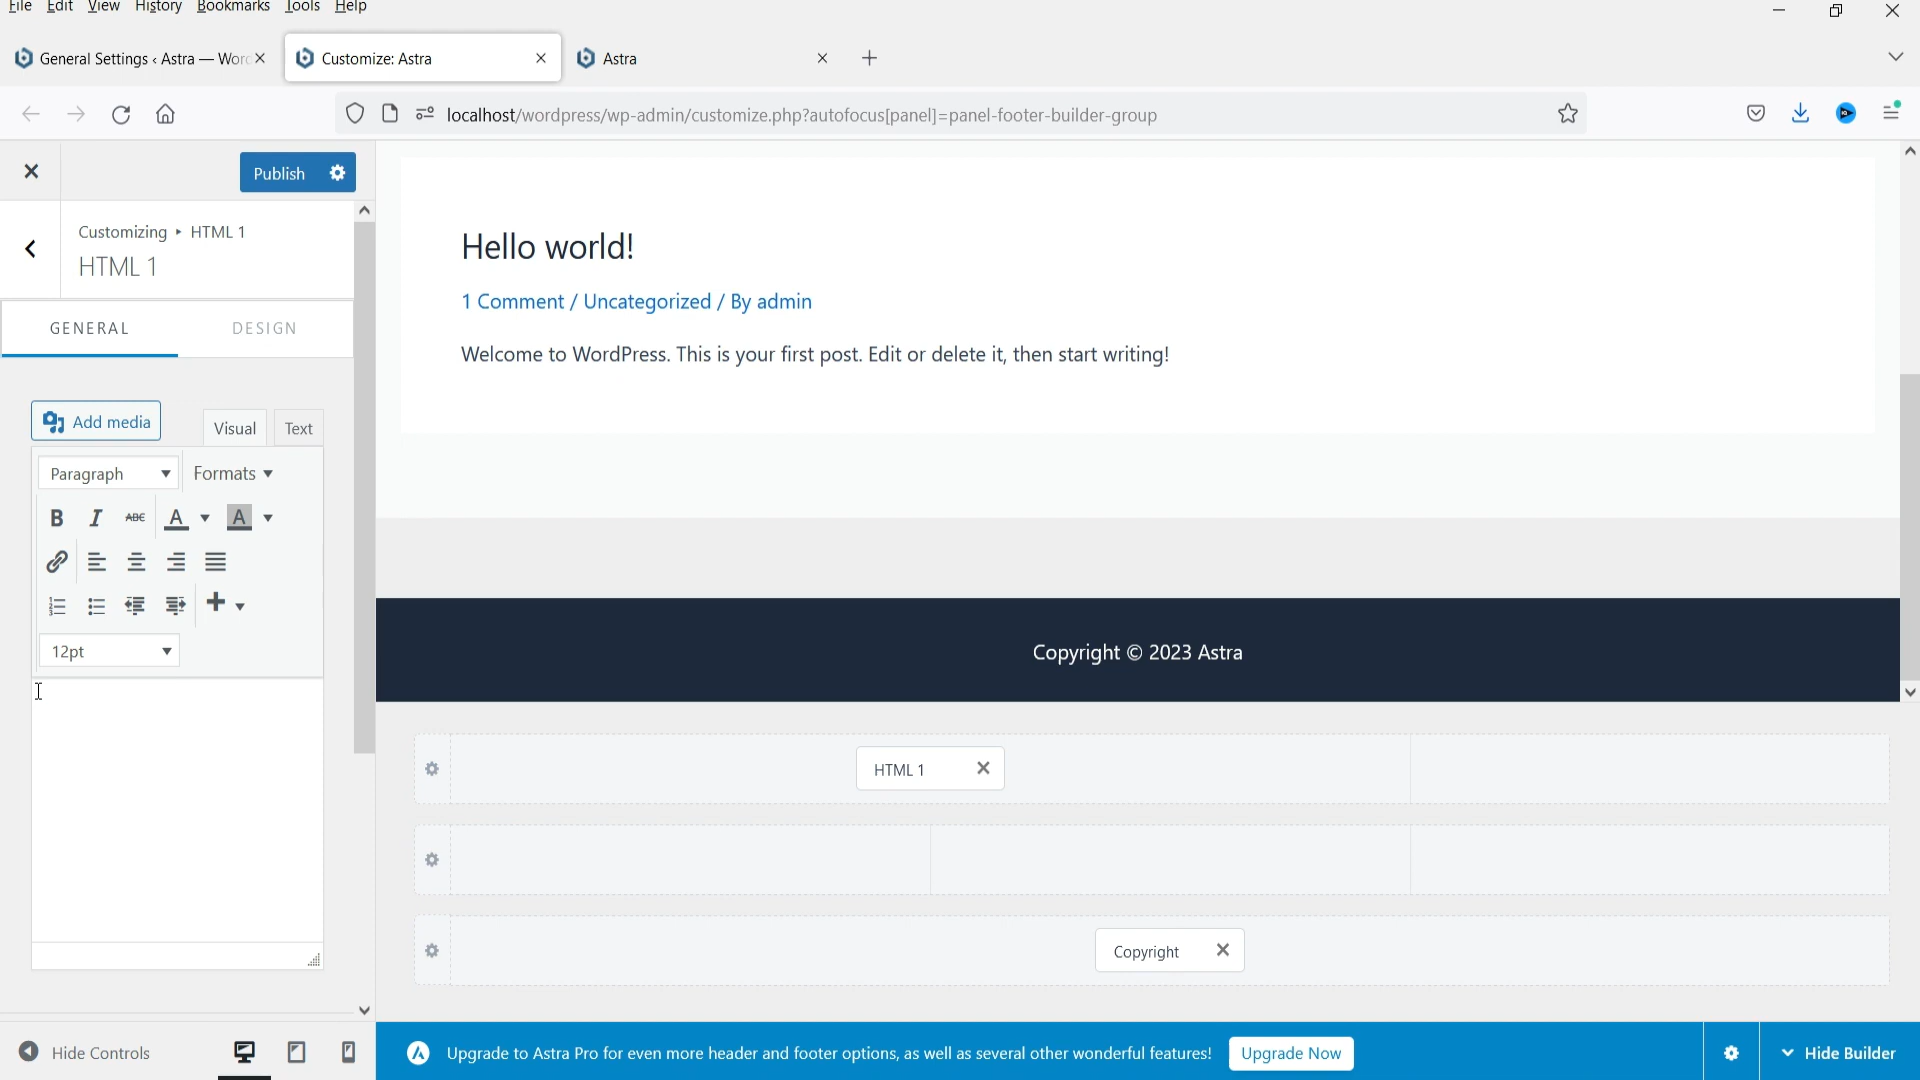 File Edit View History Bookmarks Tools Help
General Settings ‹ Astra — Wor
Customize: Astra
Astra
localhost/wordpress/wp-admin/customize.php?autofocus[panel]=panel-footer-builder-group
Publish
Customizing ▸ HTML 1
HTML 1
GENERAL
DESIGN
Add media
Visual
Text
Paragraph
Formats
B I ABC A A
12pt
Hello world!
1 Comment / Uncategorized / By admin
Welcome to WordPress. This is your first post. Edit or delete it, then start writing!
Copyright © 2023 Astra
HTML 1
Copyright
Hide Controls
Upgrade to Astra Pro for even more header and footer options, as well as several other wonderful features!
Upgrade Now
Hide Builder